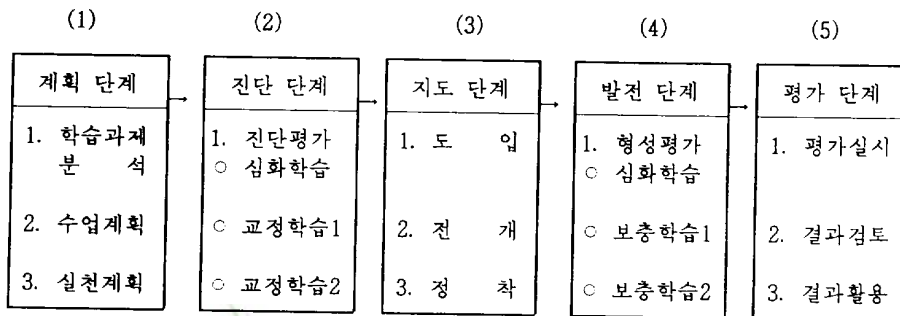 (1) (2) (3) (4) (5)
계획 단계
1. 학습과제
분 석
2. 수업계획
3. 실천계획
진단 단계
1. 진단평가
○ 심화학습
○ 교정학습1
○ 교정학습2
지도 단계
1. 도 입
2. 전 개
3. 정 착
발전 단계
1. 형성평가
○ 심화학습
○ 보충학습1
○ 보충학습2
평가 단계
1. 평가실시
2. 결과검토
3. 결과활용